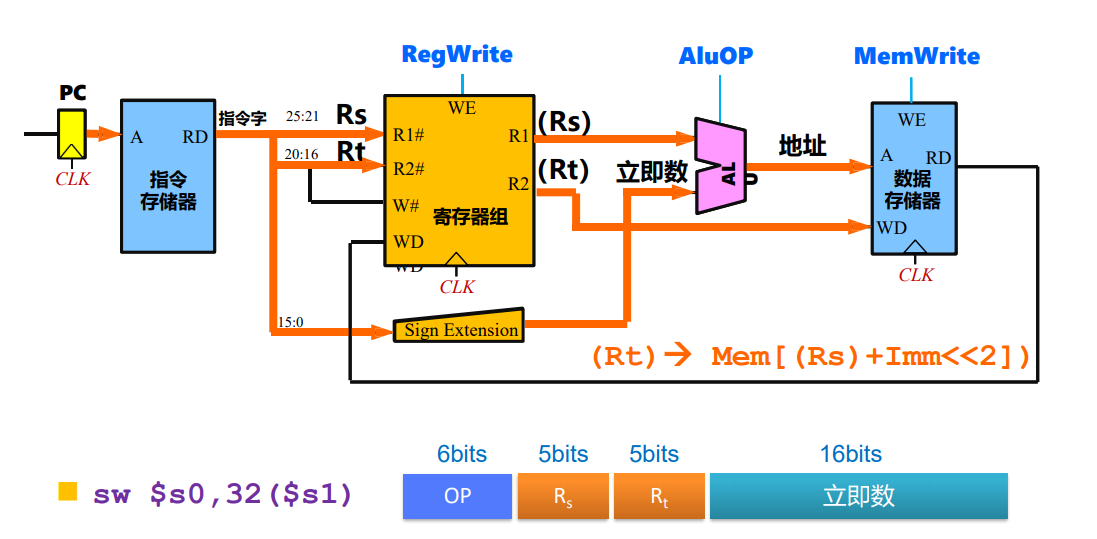 RegWrite
AluOP
MemWrite
PC
指令字
25:21
Rs
WE
(Rs)
WE
A
RD
R1#
R1
地址
20:16
Rt
A
RD
CLK
指令
存储器
R2#
R2
(Rt)
立即数
ALU
数据
存储器
W#
寄存器组
WD
WD
WD
CLK
CLK
15:0
Sign Extension
(Rt)→ Mem[(Rs)+Imm<<2])
6bits
5bits
5bits
16bits
sw $s0,32($s1)
OP
Rs
Rt
立即数